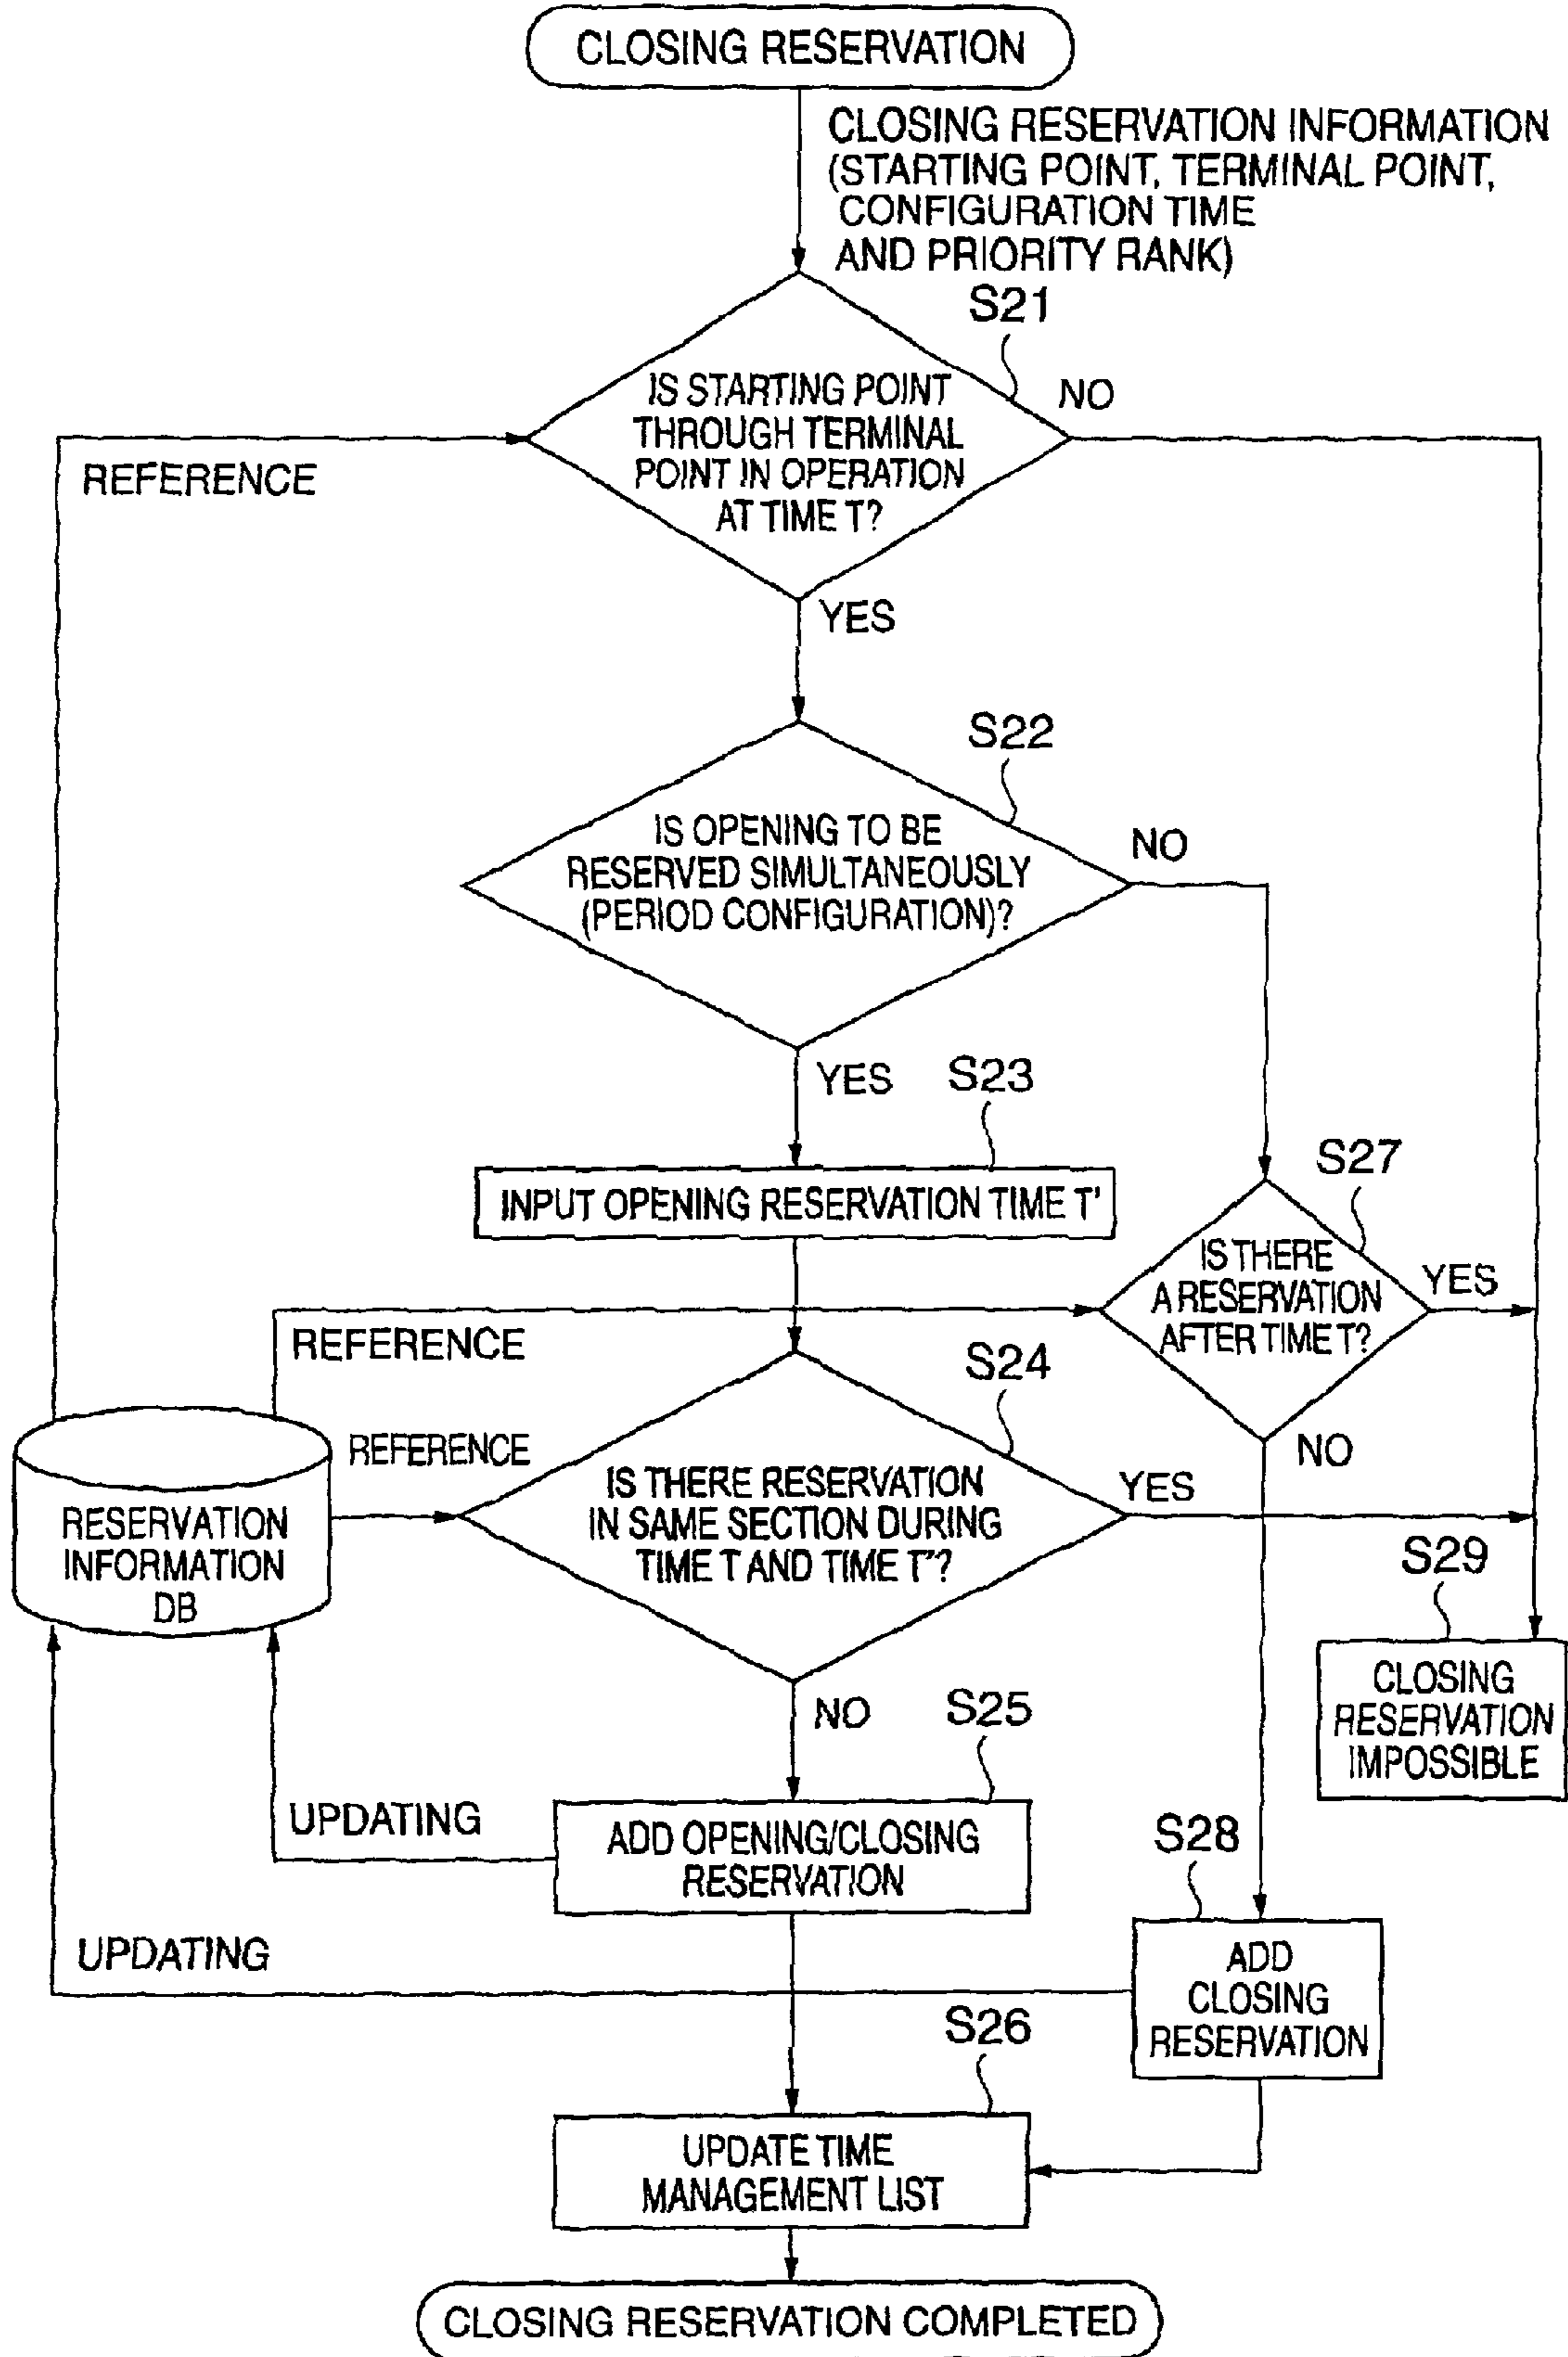 CLOSING RESERVATION
CLOSING RESERVATION INFORMATION
(STARTING POINT, TERMINAL POINT,
CONFIGURATION TIME
AND PRIORITY RANK)
S21
IS STARTING POINT
THROUGH TERMINAL
POINT IN OPERATION
AT TIME T?
NO
REFERENCE
YES
S22
IS OPENING TO BE
RESERVED SIMULTANEOUSLY
(PERIOD CONFIGURATION)?
NO
YES
S23
INPUT OPENING RESERVATION TIME T'
S27
IS THERE
A RESERVATION
AFTER TIME T?
YES
REFERENCE
S24
NO
REFERENCE
IS THERE RESERVATION
IN SAME SECTION DURING
TIME T AND TIME T'?
YES
RESERVATION
INFORMATION
DB
S29
CLOSING
RESERVATION
IMPOSSIBLE
NO
S25
ADD OPENING/CLOSING
RESERVATION
UPDATING
S28
ADD
CLOSING
RESERVATION
UPDATING
S26
UPDATE TIME
MANAGEMENT LIST
CLOSING RESERVATION COMPLETED